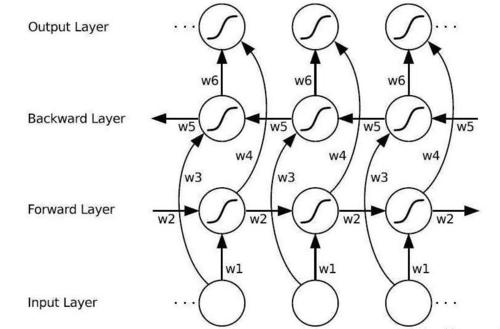 Output Layer ... ...
w6 w6 w6
Backward Layer
w5 w5 w5 w5
w4 w4 w4
w3 w3 w3
Forward Layer
w2 w2 w2 w2
w1 w1 w1
Input Layer ... ...